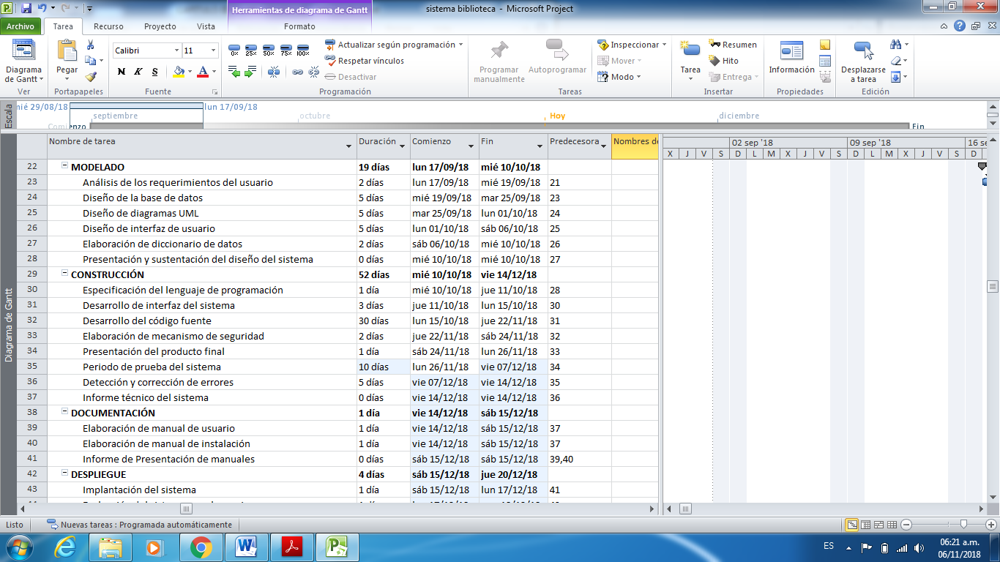 Herramientas de diagrama de Gantt
sistema biblioteca - Microsoft Project
Archivo Tarea Recurso Proyecto Vista Formato
Calibri 11
0% 25% 50% 75% 100%
Actualizar según programación
Respetar vínculos
Desactivar
Inspeccionar
Mover
Modo
Resumen
Hito
Entrega
Diagrama de Gantt
Pegar
N K S
Programar manualmente
Autoprogramar
Tarea
Información
Desplazarse a tarea
Ver Portapapeles Fuente Programación Tareas Insertar Propiedades Edición
Escala
mié 29/08/18 lun 17/09/18
septiembre octubre Hoy diciembre
Comienzo Fin
Nombre de tarea Duración Comienzo Fin Predecesora Nombres de
02 sep '18 09 sep '18 16 se
X J V S D L M X J V S D L M X J V S D
22 MODELADO 19 días lun 17/09/18 mié 10/10/18
23 Análisis de los requerimientos del usuario 2 días lun 17/09/18 mié 19/09/18 21
24 Diseño de la base de datos 5 días mié 19/09/18 mar 25/09/18 23
25 Diseño de diagramas UML 5 días mar 25/09/18 lun 01/10/18 24
26 Diseño de interfaz de usuario 5 días lun 01/10/18 sáb 06/10/18 25
27 Elaboración de diccionario de datos 2 días sáb 06/10/18 mié 10/10/18 26
28 Presentación y sustentación del diseño del sistema 0 días mié 10/10/18 mié 10/10/18 27
29 CONSTRUCCIÓN 52 días mié 10/10/18 vie 14/12/18
30 Especificación del lenguaje de programación 1 día mié 10/10/18 jue 11/10/18 28
31 Desarrollo de interfaz del sistema 3 días jue 11/10/18 lun 15/10/18 30
32 Desarrollo del código fuente 30 días lun 15/10/18 jue 22/11/18 31
33 Elaboración de mecanismo de seguridad 2 días jue 22/11/18 sáb 24/11/18 32
34 Presentación del producto final 1 día sáb 24/11/18 lun 26/11/18 33
35 Periodo de prueba del sistema 10 días lun 26/11/18 vie 07/12/18 34
36 Detección y corrección de errores 5 días vie 07/12/18 vie 14/12/18 35
37 Informe técnico del sistema 0 días vie 14/12/18 vie 14/12/18 36
38 DOCUMENTACIÓN 1 día vie 14/12/18 sáb 15/12/18
39 Elaboración de manual de usuario 1 día vie 14/12/18 sáb 15/12/18 37
40 Elaboración de manual de instalación 1 día vie 14/12/18 sáb 15/12/18 37
41 Informe de Presentación de manuales 0 días sáb 15/12/18 sáb 15/12/18 39,40
42 DESPLIEGUE 4 días sáb 15/12/18 jue 20/12/18
43 Implantación del sistema 1 día sáb 15/12/18 lun 17/12/18 41
Diagrama de Gantt
Listo Nuevas tareas : Programada automáticamente
ES
06:21 a.m.
06/11/2018